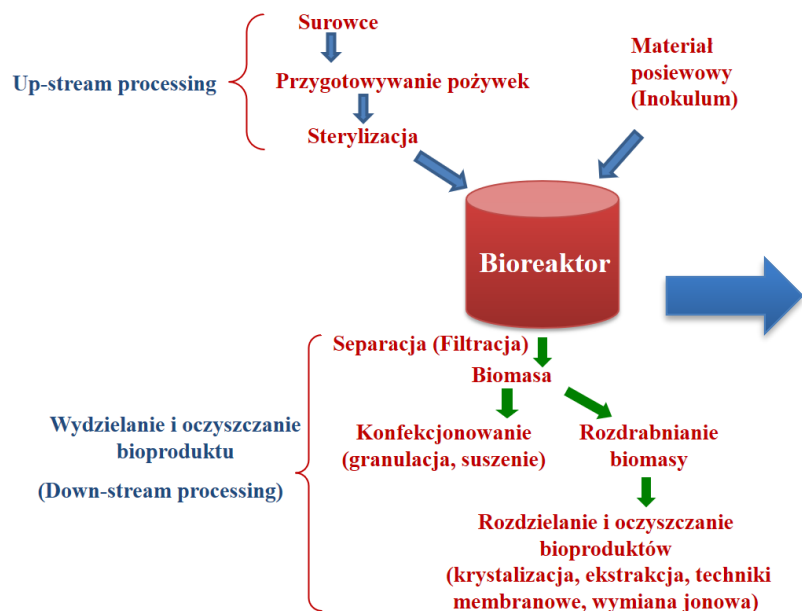 Surowce
Materiał
posiewowy
(Inokulum)
Up-stream processing
Przygotowywanie pożywek
Sterylizacja
Bioreaktor
Separacja (Filtracja)
Biomasa
Wydzielanie i oczyszczanie
bioproduktu
(Down-stream processing)
Konfekcjonowanie
(granulacja, suszenie)
Rozdrabnianie
biomasy
Rozdzielanie i oczyszczanie
bioproduktów
(krystalizacja, ekstrakcja, techniki
membranowe, wymiana jonowa)